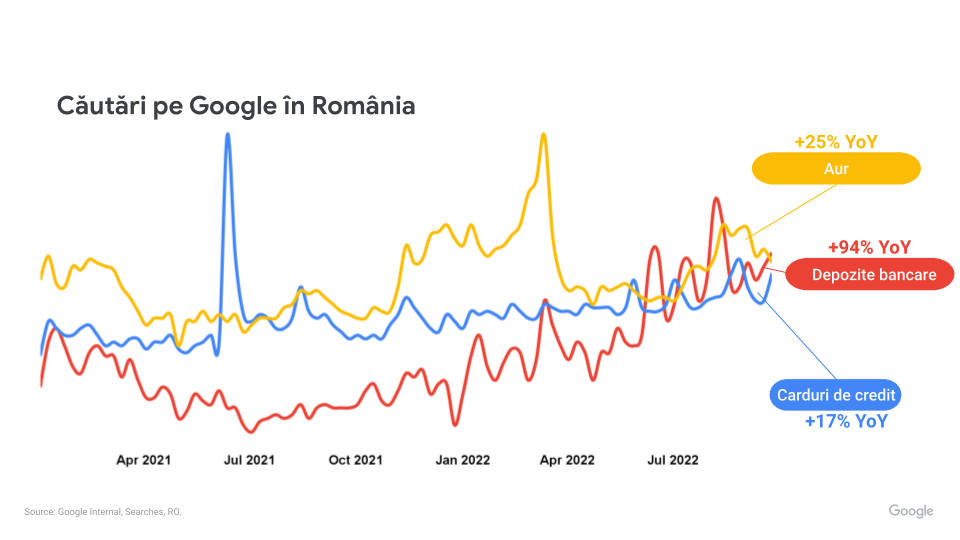 Căutări pe Google în România
+25% YoY
Aur
+94% YoY
Depozite bancare
Carduri de credit
+17% YoY
Apr 2021
Jul 2021
Oct 2021
Jan 2022
Apr 2022
Jul 2022
Source: Google Internal, Searches, RO.
Google